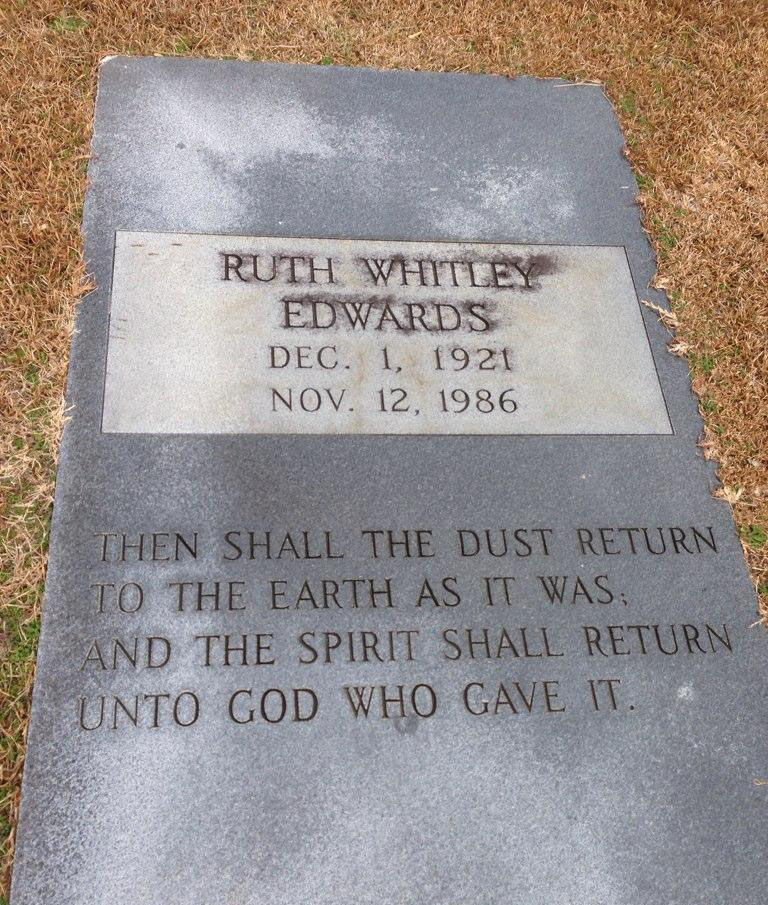 RUTH WHITLEY
EDWARDS
DEC. 1, 1921
NOV. 12, 1986
THEN SHALL THE DUST RETURN
TO THE EARTH AS IT WAS;
AND THE SPIRIT SHALL RETURN
UNTO GOD WHO GAVE IT.